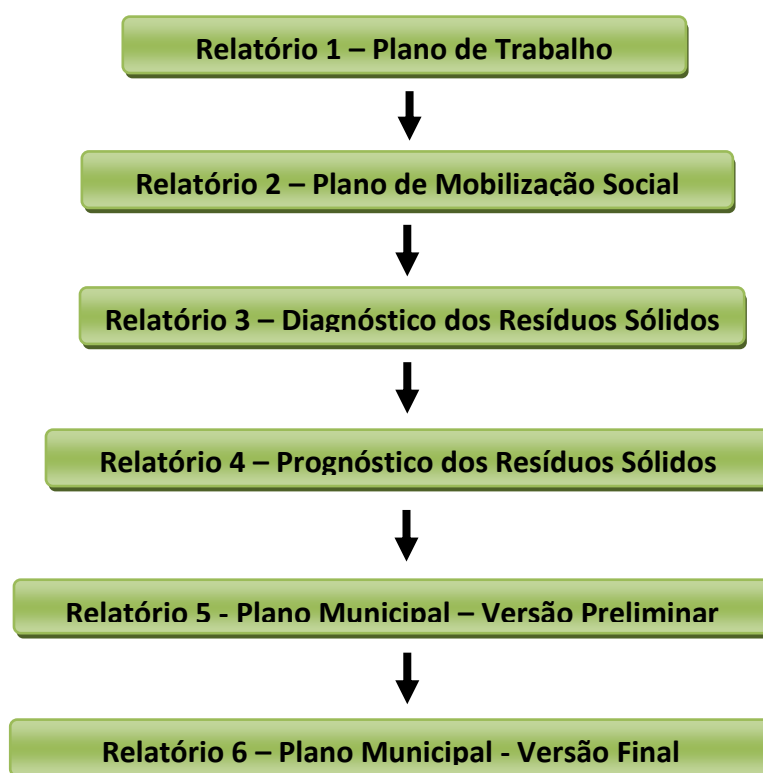 Relatório 1 – Plano de Trabalho
Relatório 2 – Plano de Mobilização Social
Relatório 3 – Diagnóstico dos Resíduos Sólidos
Relatório 4 – Prognóstico dos Resíduos Sólidos
Relatório 5 - Plano Municipal – Versão Preliminar
Relatório 6 – Plano Municipal - Versão Final